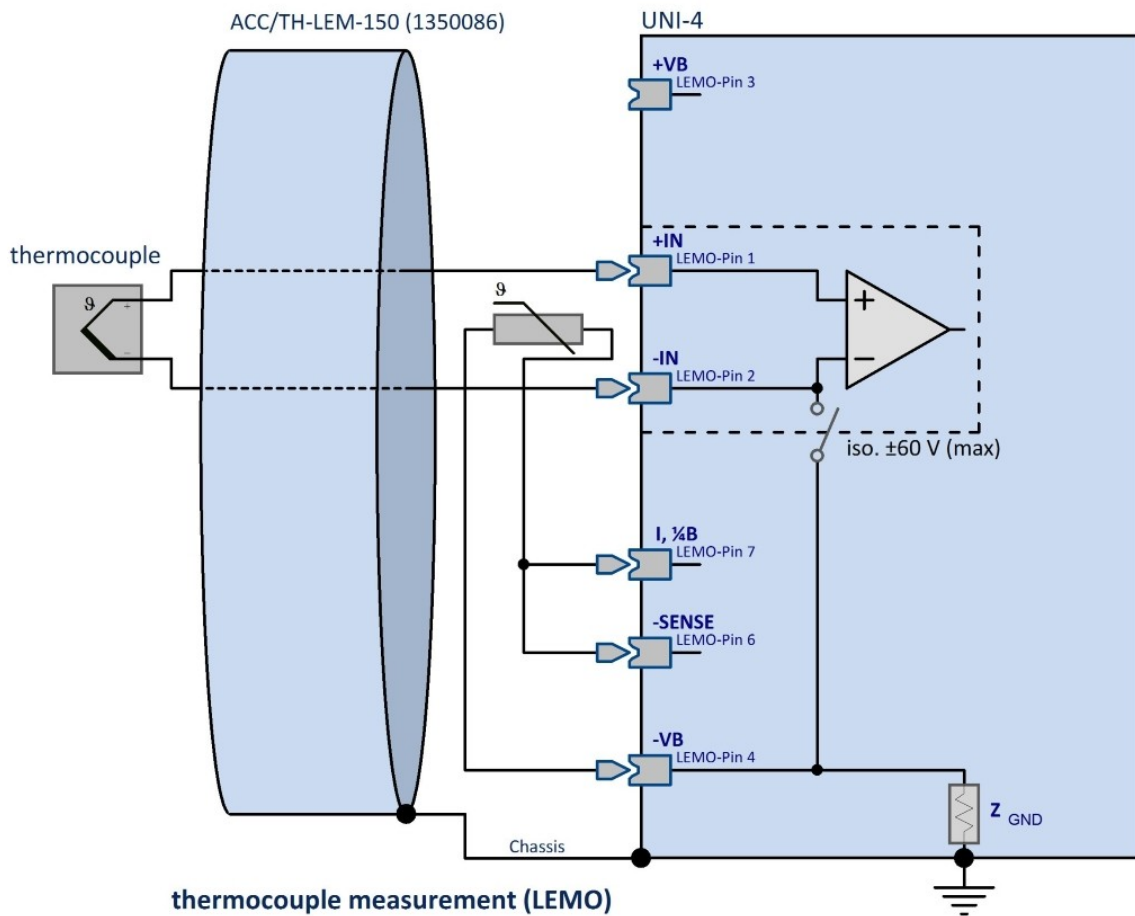 ACC/TH-LEM-150 (1350086)
UNI-4
+VB
LEMO-Pin 3
thermocouple
ϑ
+
−
+IN
LEMO-Pin 1
ϑ
-IN
LEMO-Pin 2
+
−
iso. ±60 V (max)
I, ¼B
LEMO-Pin 7
-SENSE
LEMO-Pin 6
-VB
LEMO-Pin 4
Z GND
Chassis
thermocouple measurement (LEMO)